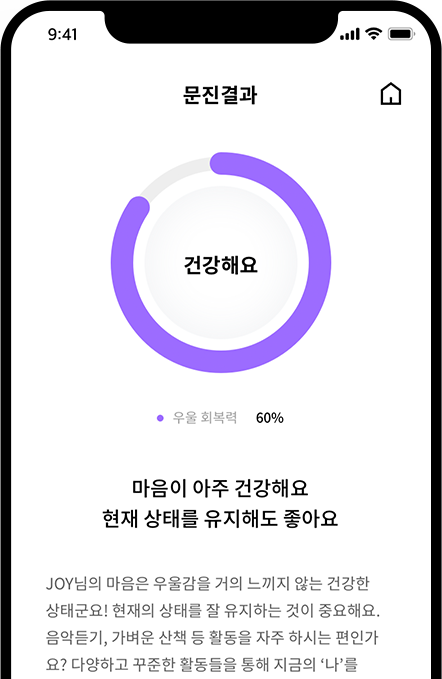 9:41
문진결과
건강해요
우울 회복력 60%
마음이 아주 건강해요
현재 상태를 유지해도 좋아요
JOY님의 마음은 우울감을 거의 느끼지 않는 건강한
상태군요! 현재의 상태를 잘 유지하는 것이 중요해요.
음악듣기, 가벼운 산책 등 활동을 자주 하시는 편인가
요? 다양하고 꾸준한 활동들을 통해 지금의 ‘나’를